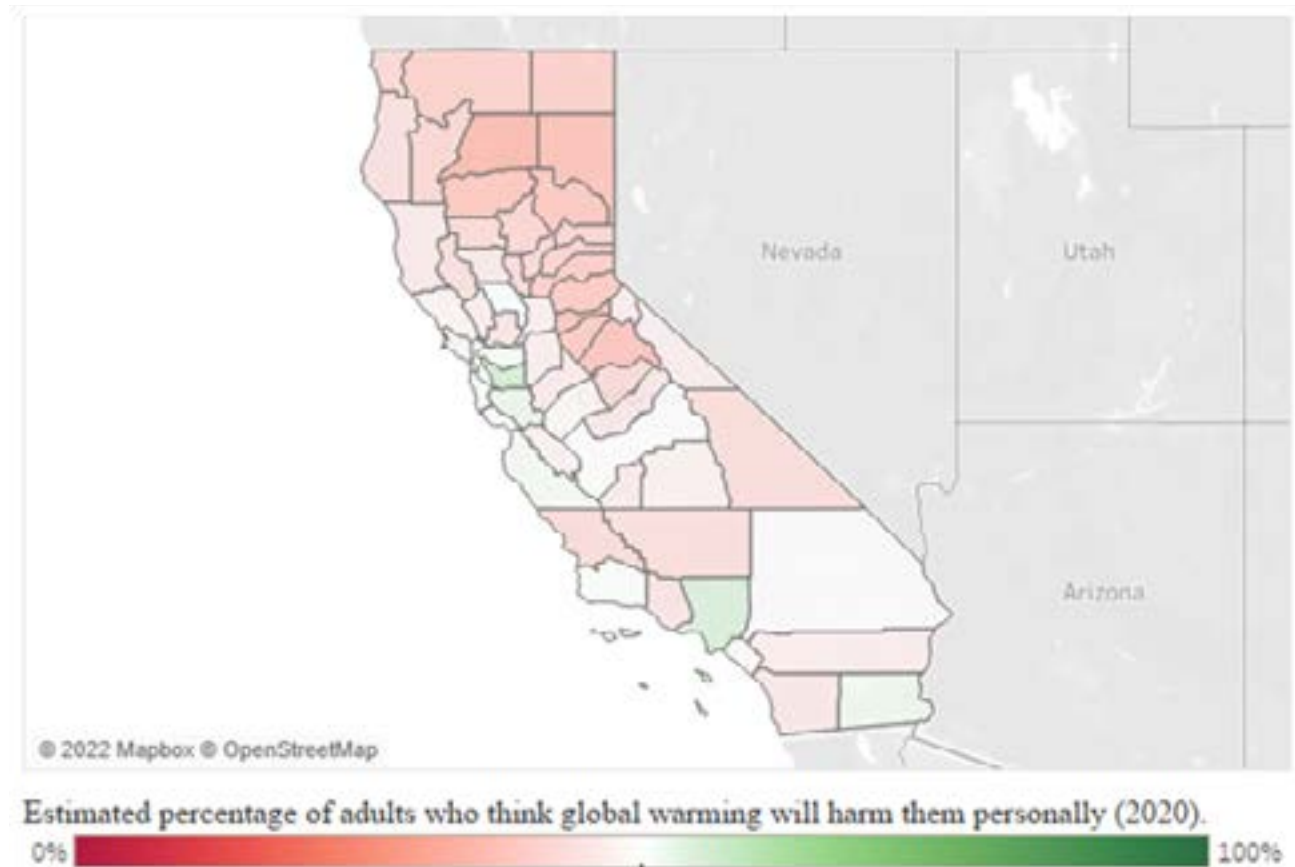 Nevada
Utah
Arizona
© 2022 Mapbox © OpenStreetMap
Estimated percentage of adults who think global warming will harm them personally (2020).
0%
100%